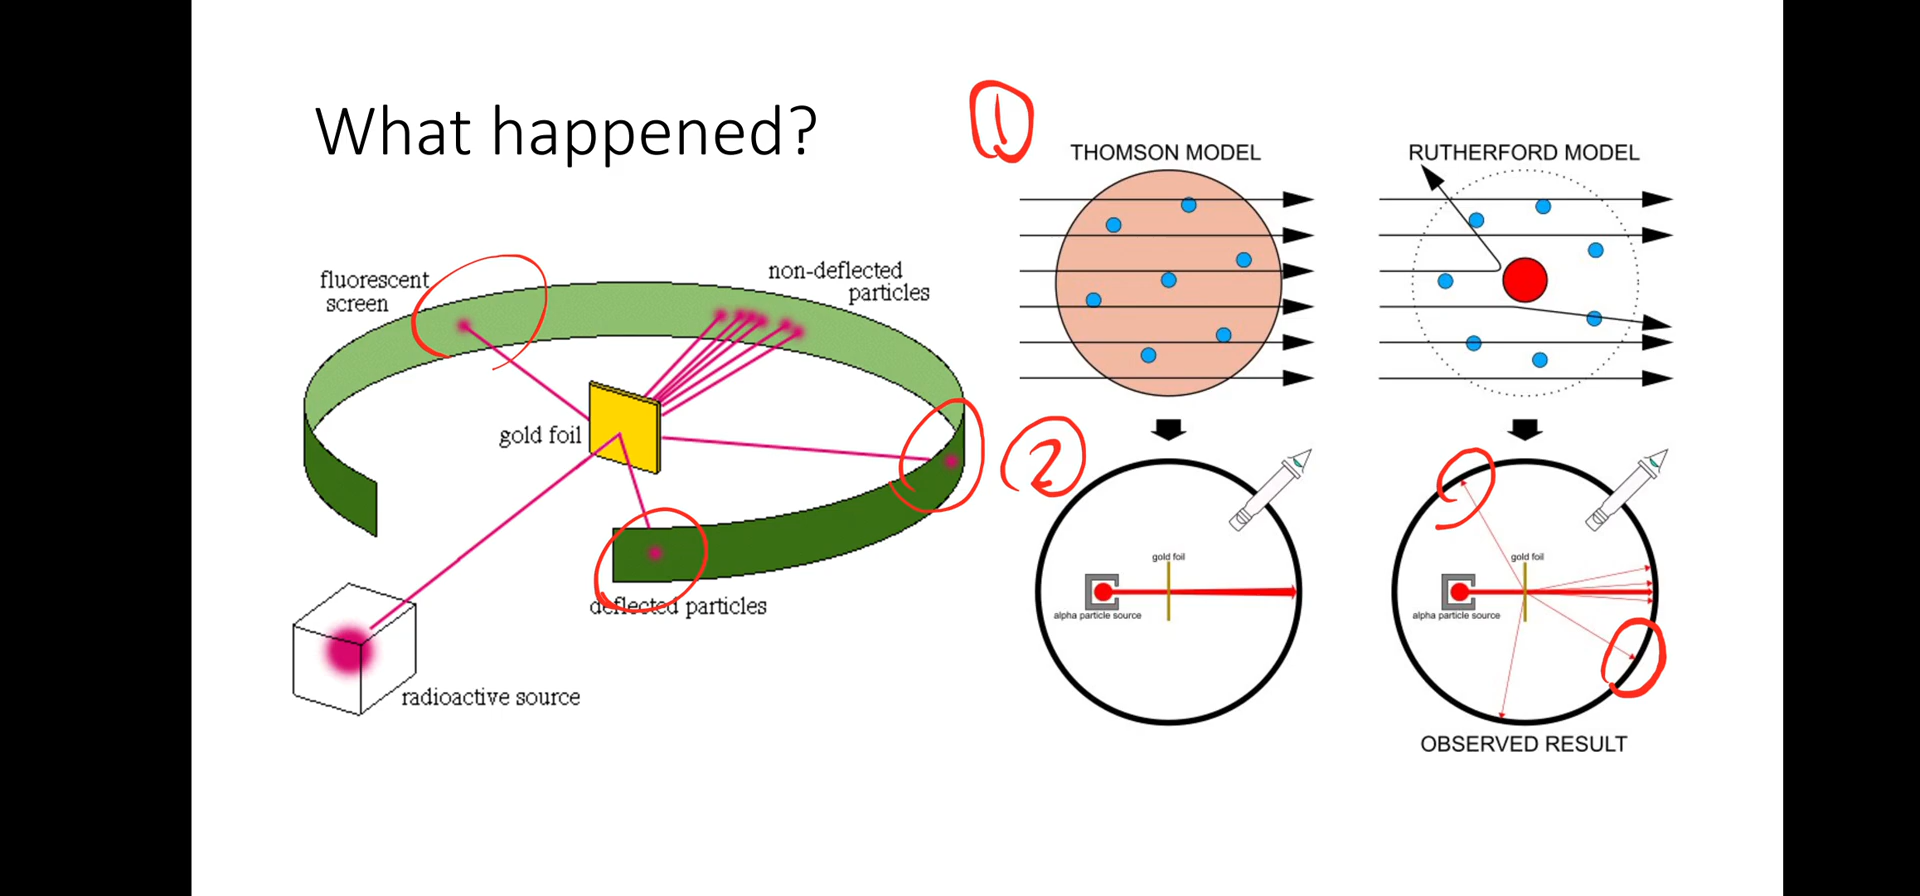 What happened?
fluorescent
screen
non-deflected
particles
gold foil
deflected particles
radioactive source
1
THOMSON MODEL
RUTHERFORD MODEL
2
gold foil
alpha particle source
gold foil
alpha particle source
OBSERVED RESULT